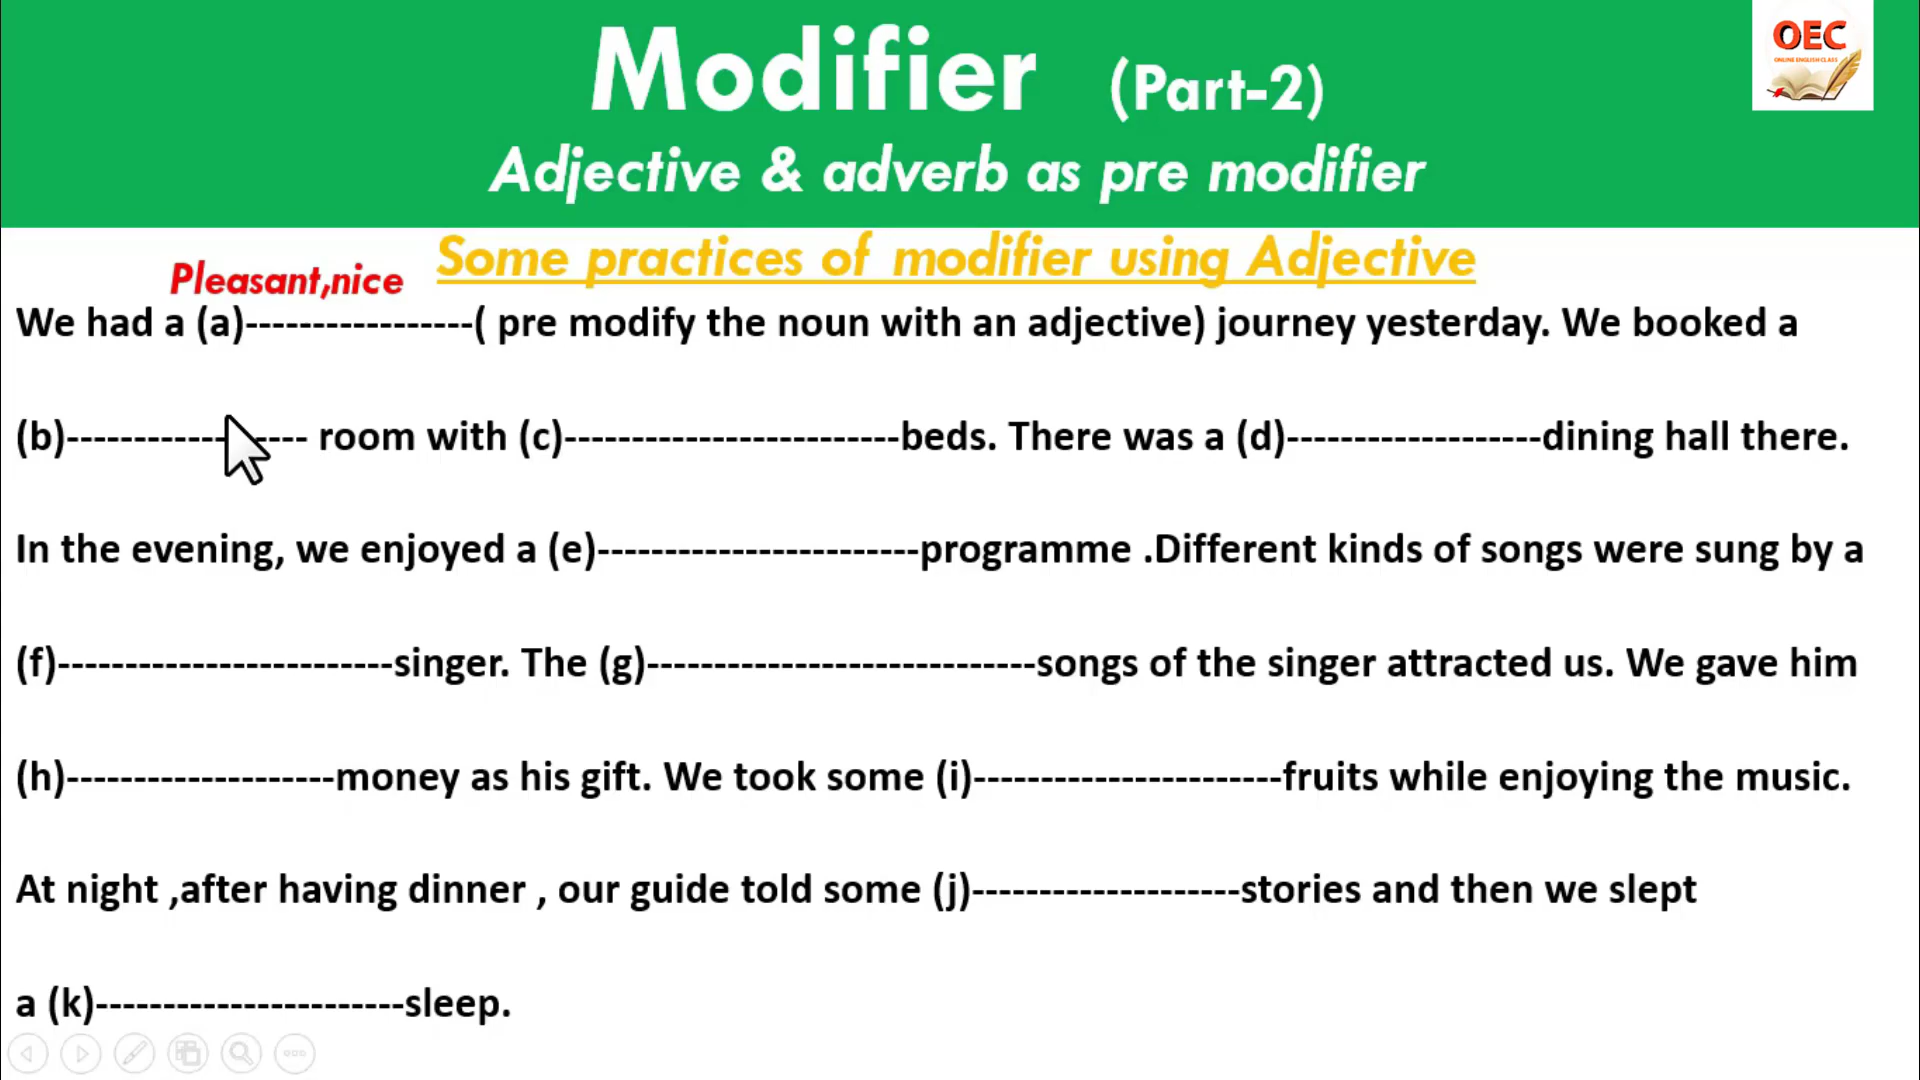 Modifier (Part-2)
OEC
ONLINE ENGLISH CLASS
Adjective & adverb as pre modifier
Some practices of modifier using Adjective
Pleasant,nice
We had a (a)-----------------( pre modify the noun with an adjective) journey yesterday. We booked a
(b)------------------ room with (c)-------------------------beds. There was a (d)-------------------dining hall there.
In the evening, we enjoyed a (e)------------------------programme .Different kinds of songs were sung by a
(f)-------------------------singer. The (g)-----------------------------songs of the singer attracted us. We gave him
(h)--------------------money as his gift. We took some (i)-----------------------fruits while enjoying the music.
At night ,after having dinner , our guide told some (j)--------------------stories and then we slept
a (k)-----------------------sleep.